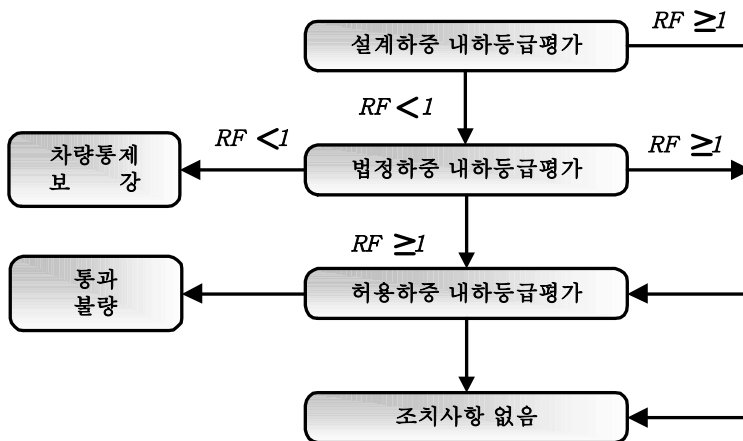 RF ≥1
설계하중 내하등급평가
RF <1
RF <1
RF ≥1
차량통제
보 강
법정하중 내하등급평가
RF ≥1
통과
불량
허용하중 내하등급평가
조치사항 없음